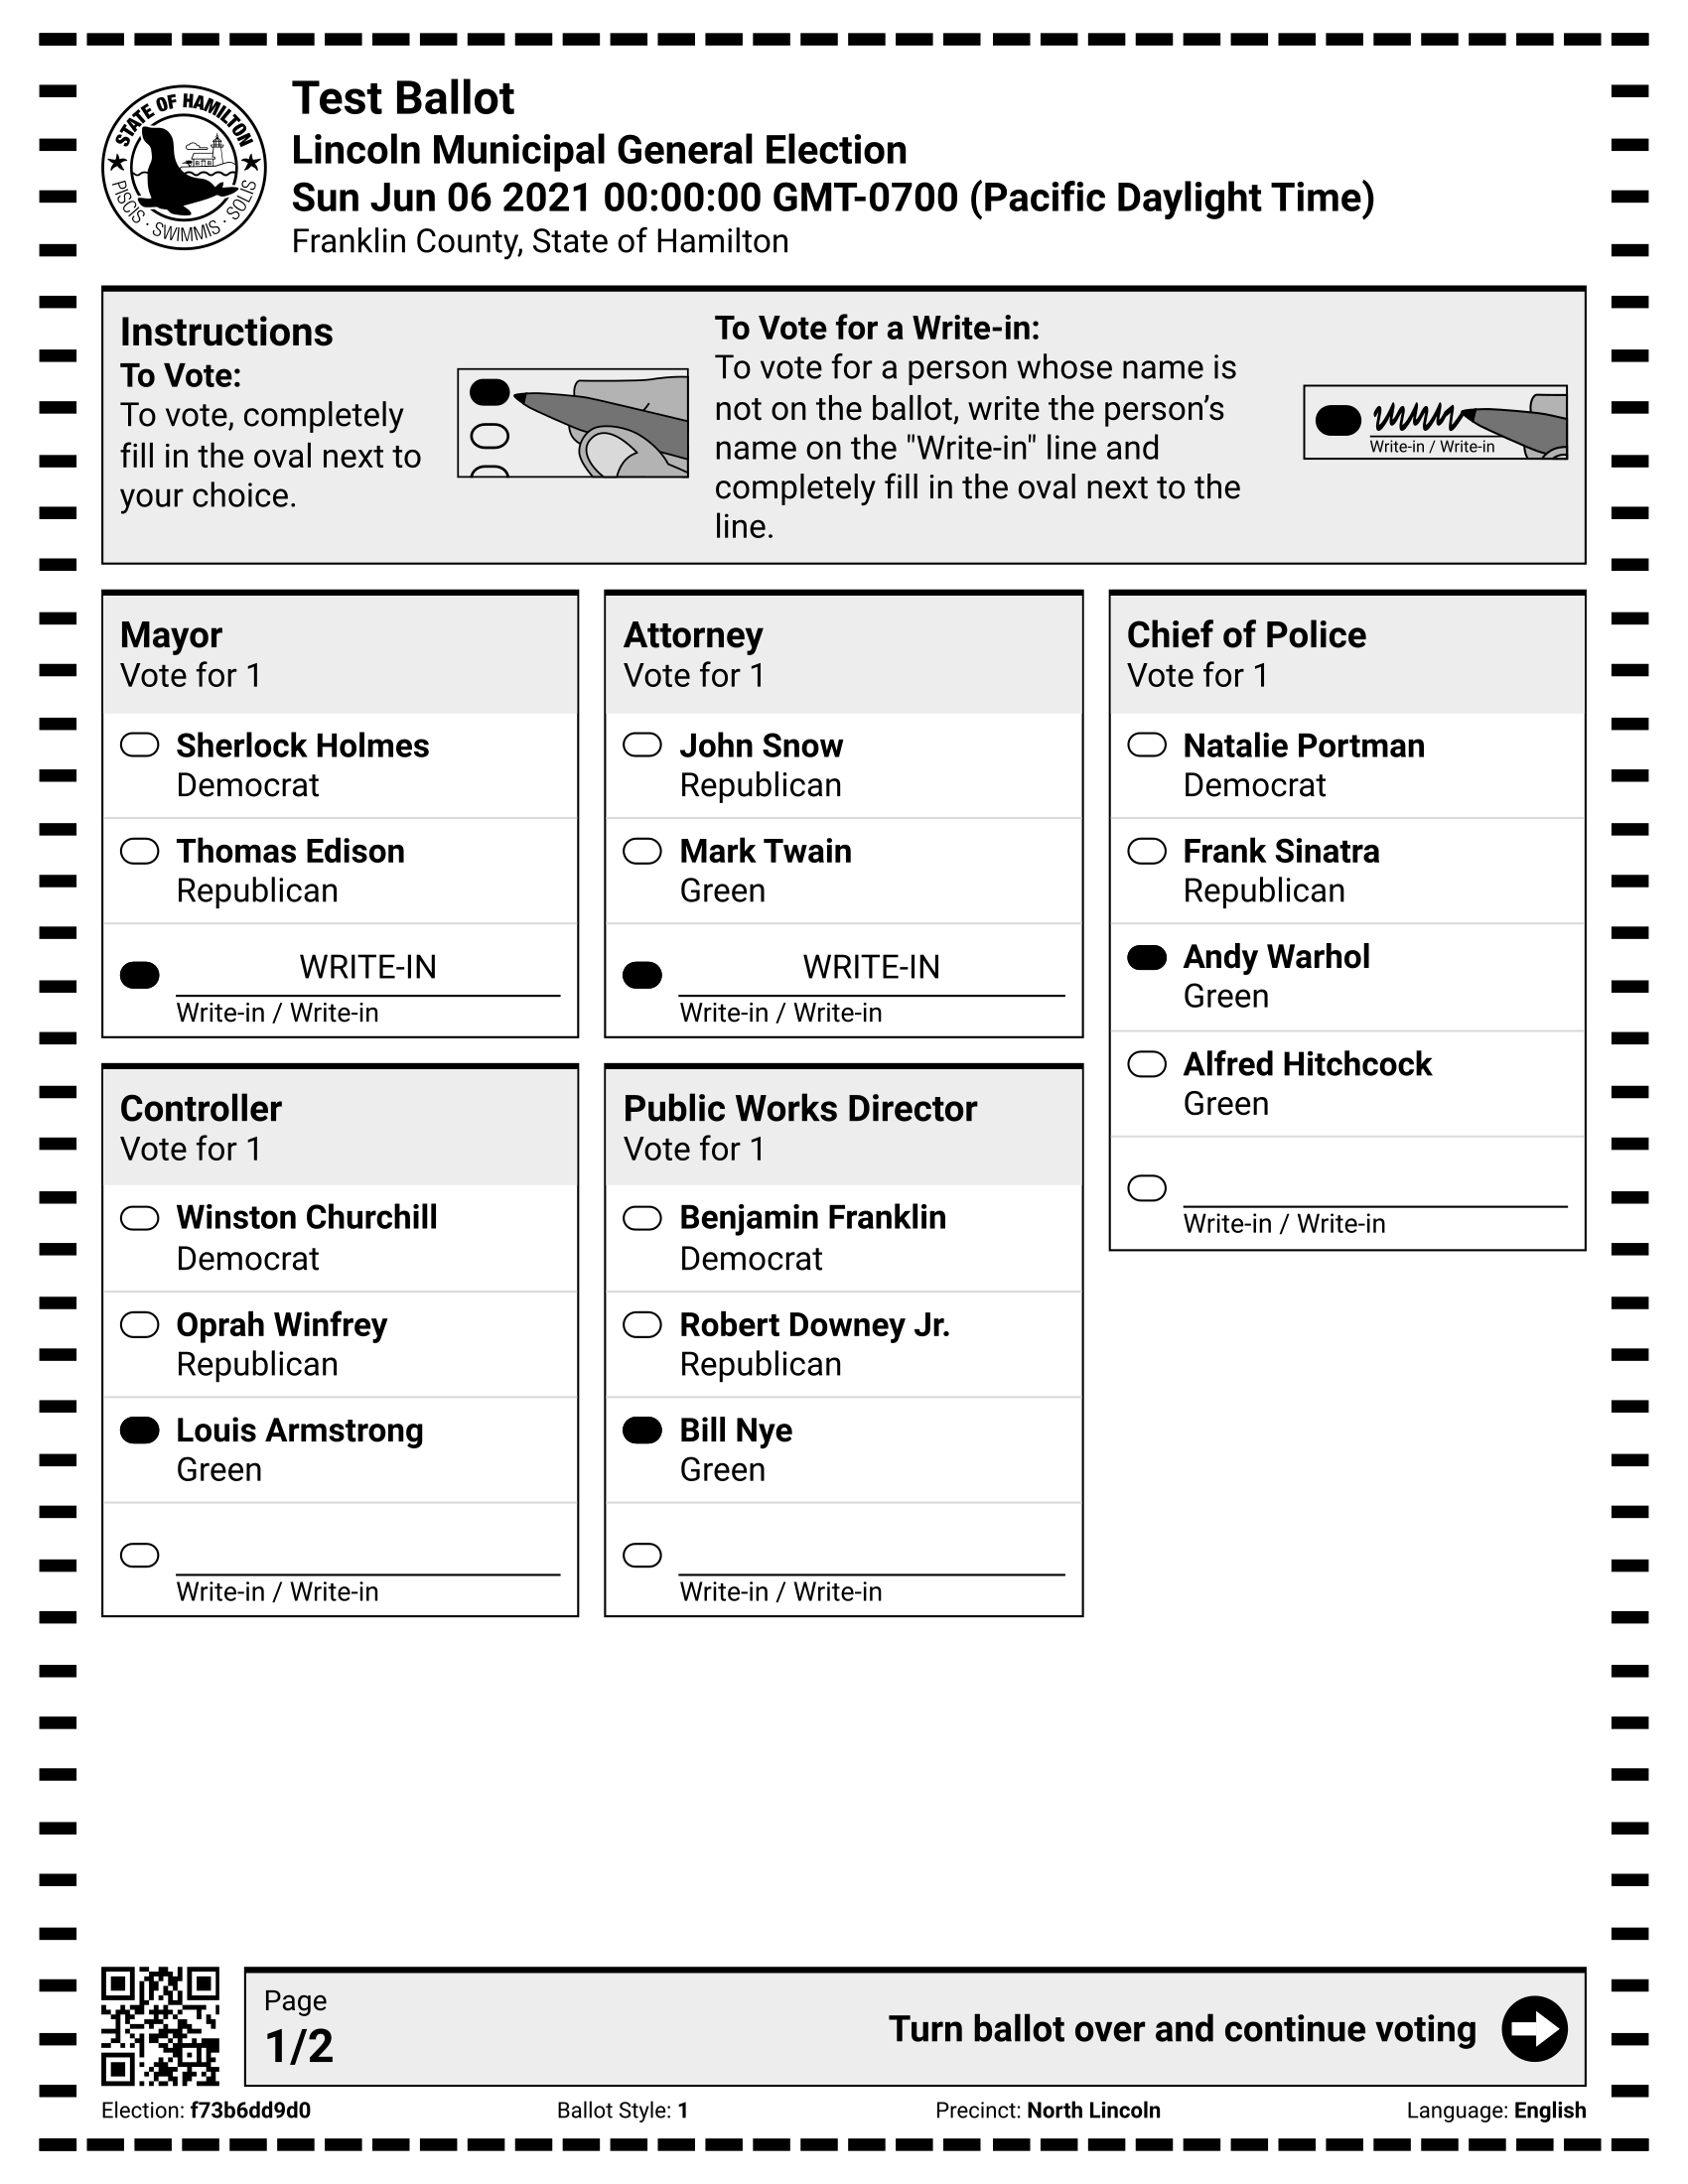 STATE OF HAMILTON
PISCIS · SWIMMIS · SOLIS
Test Ballot
Lincoln Municipal General Election
Sun Jun 06 2021 00:00:00 GMT-0700 (Pacific Daylight Time)
Franklin County, State of Hamilton
Instructions
To Vote:
To vote, completely
fill in the oval next to
your choice.
To Vote for a Write-in:
To vote for a person whose name is
not on the ballot, write the person’s
name on the "Write-in" line and
completely fill in the oval next to the
line.
Write-in / Write-in
Mayor
Vote for 1
Sherlock Holmes
Democrat
Thomas Edison
Republican
WRITE-IN
Write-in / Write-in
Controller
Vote for 1
Winston Churchill
Democrat
Oprah Winfrey
Republican
Louis Armstrong
Green
Write-in / Write-in
Attorney
Vote for 1
John Snow
Republican
Mark Twain
Green
WRITE-IN
Write-in / Write-in
Public Works Director
Vote for 1
Benjamin Franklin
Democrat
Robert Downey Jr.
Republican
Bill Nye
Green
Write-in / Write-in
Chief of Police
Vote for 1
Natalie Portman
Democrat
Frank Sinatra
Republican
Andy Warhol
Green
Alfred Hitchcock
Green
Write-in / Write-in
Page
1/2
Turn ballot over and continue voting
Election: f73b6dd9d0
Ballot Style: 1
Precinct: North Lincoln
Language: English